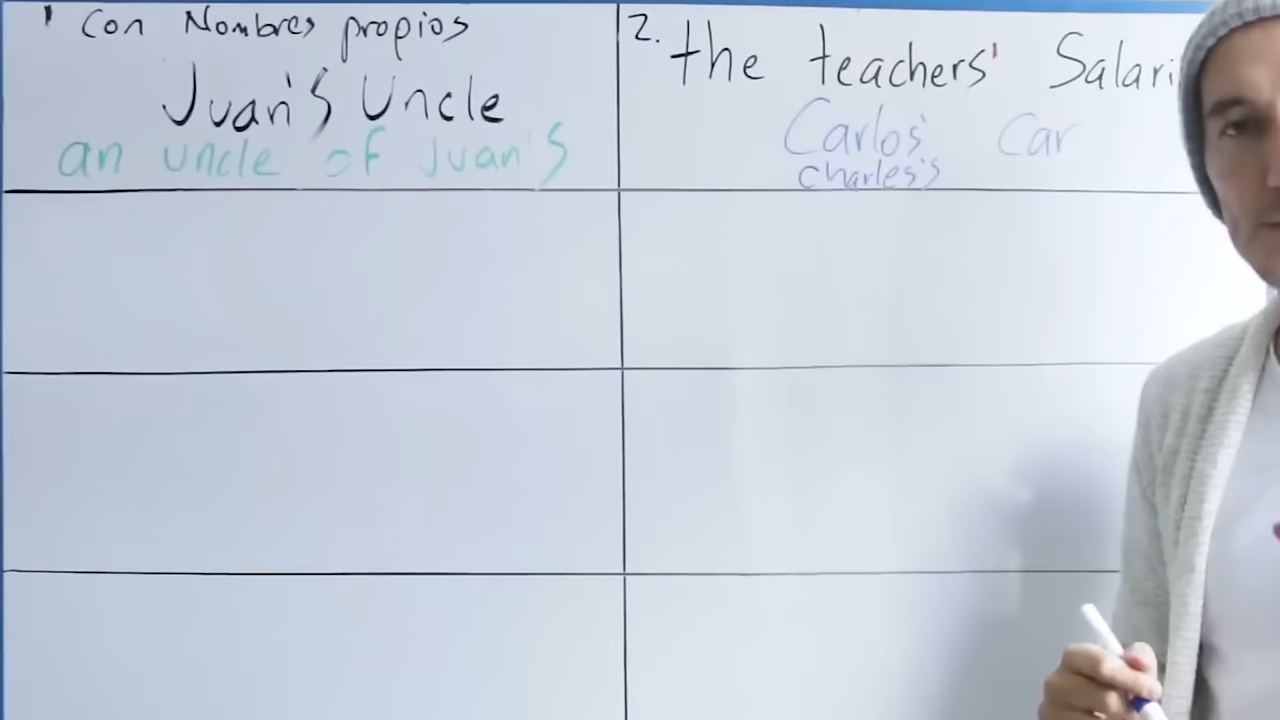 1 Con Nombres propios
Juan's Uncle
an uncle of Juan's
2. the teachers' Salari
Carlos' Car
Charles's